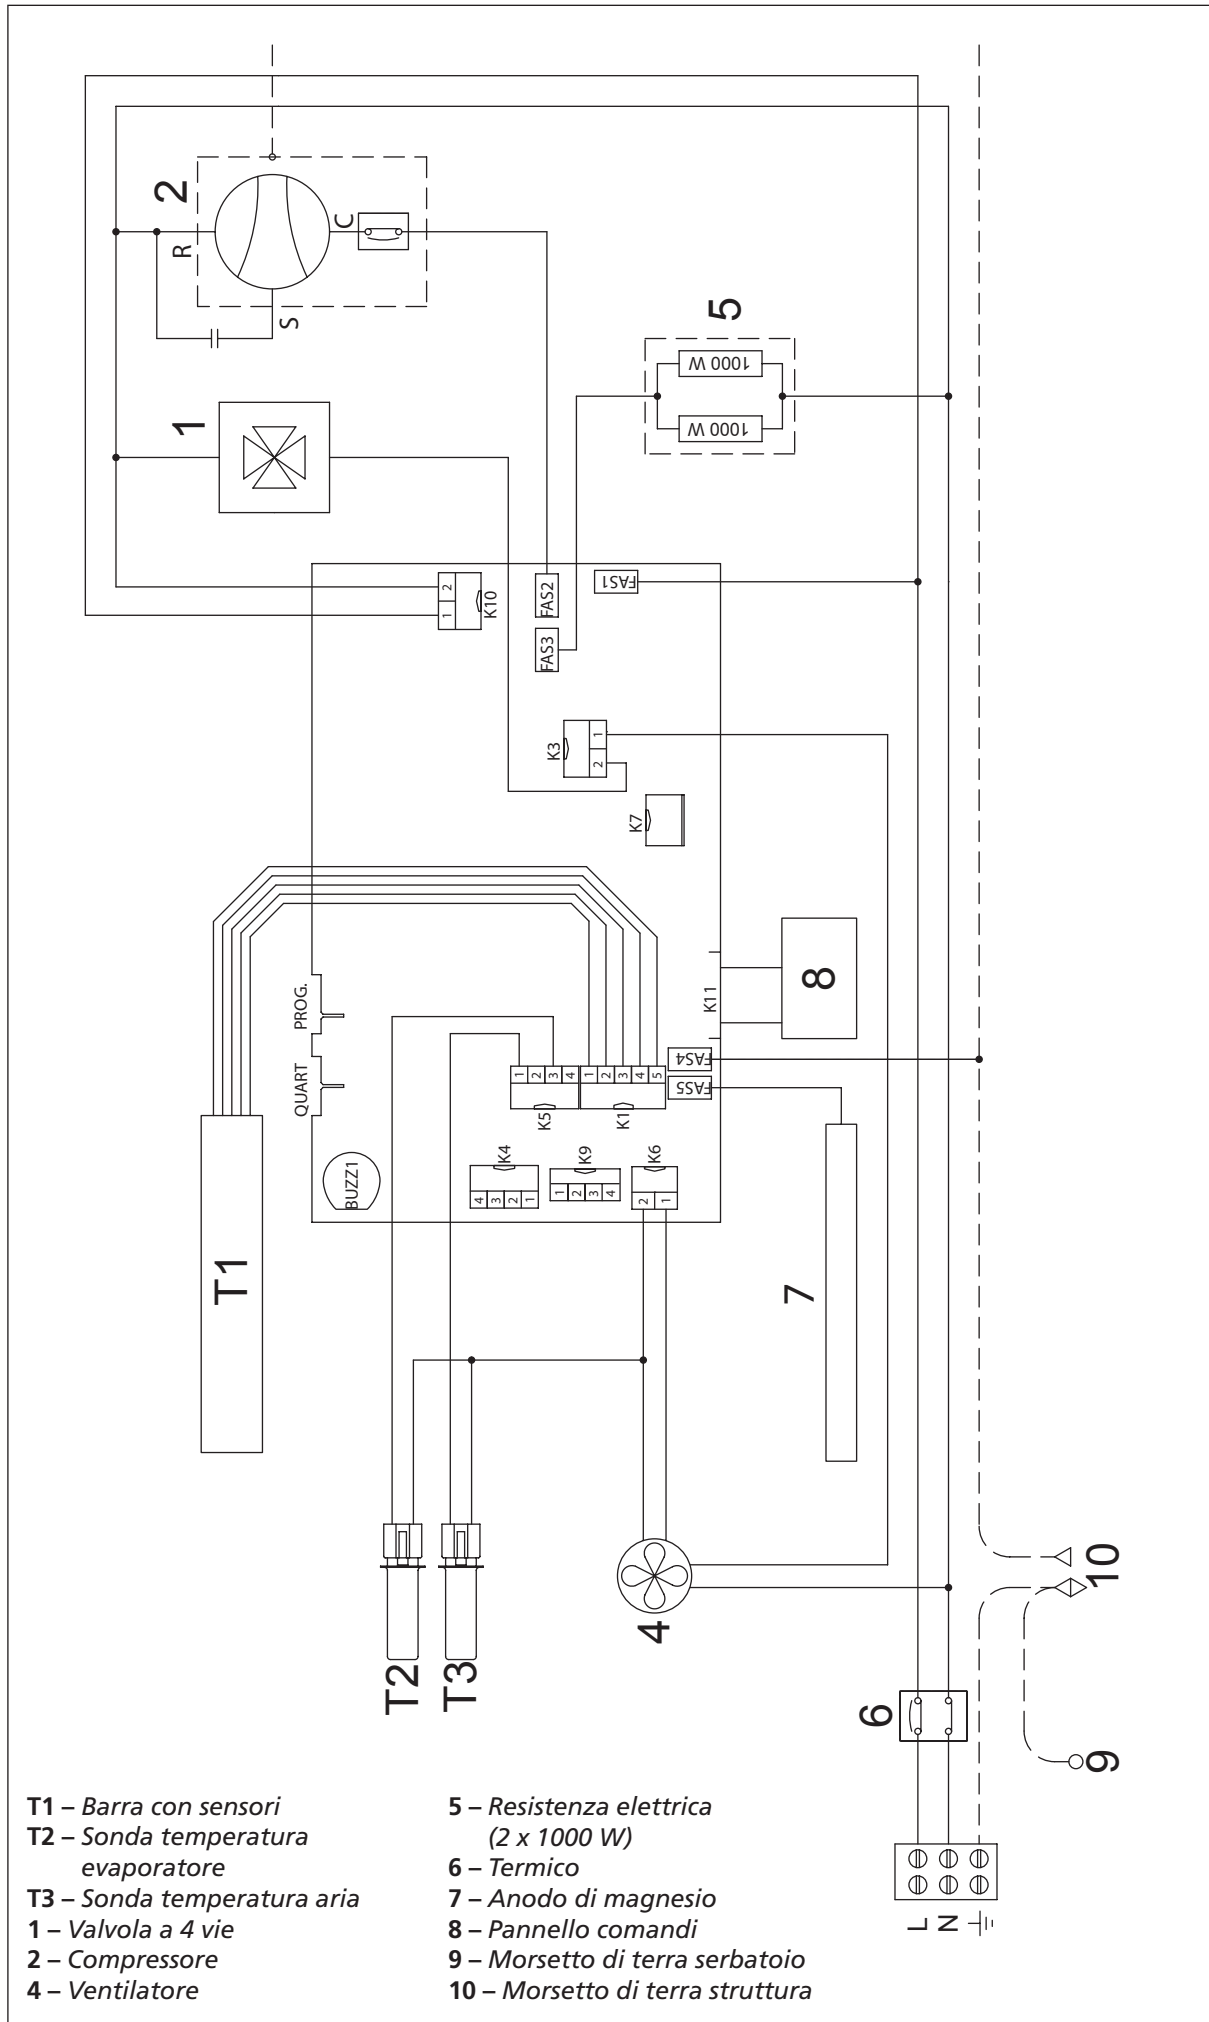 2
R
C
S
5
1000 W
1000 W
1
2
1
K10
FAS2
FAS1
FAS3
K3
1
2
K7
PROG.
QUART
K11
8
FAS4
FAS5
1
2
3
4
K5
1
2
3
4
5
K1
BUZZ1
K4
4
3
2
1
K9
1
2
3
4
K6
2
1
T1
7
4
T2
T3
10
6
9
L
N
T1 – Barra con sensori
T2 – Sonda temperatura
evaporatore
T3 – Sonda temperatura aria
1 – Valvola a 4 vie
2 – Compressore
4 – Ventilatore
5 – Resistenza elettrica
(2 x 1000 W)
6 – Termico
7 – Anodo di magnesio
8 – Pannello comandi
9 – Morsetto di terra serbatoio
10 – Morsetto di terra struttura